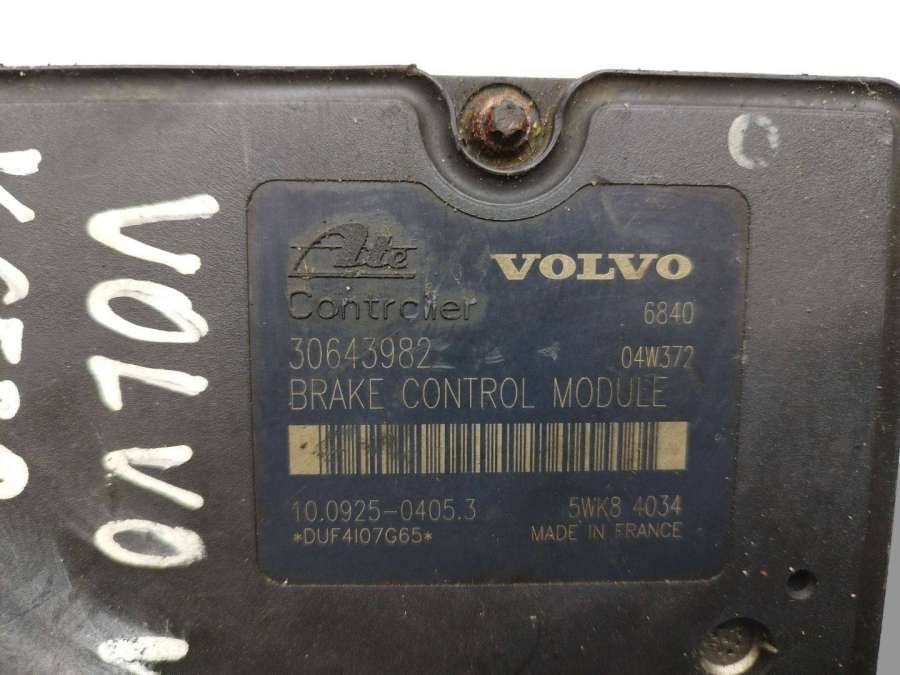 Ate
Controller
VOLVO
6840
30643982
04W372
BRAKE CONTROL MODULE
10.0925-0405.3
5WK8 4034
*DUF4I07G65*
MADE IN FRANCE
VOLVO